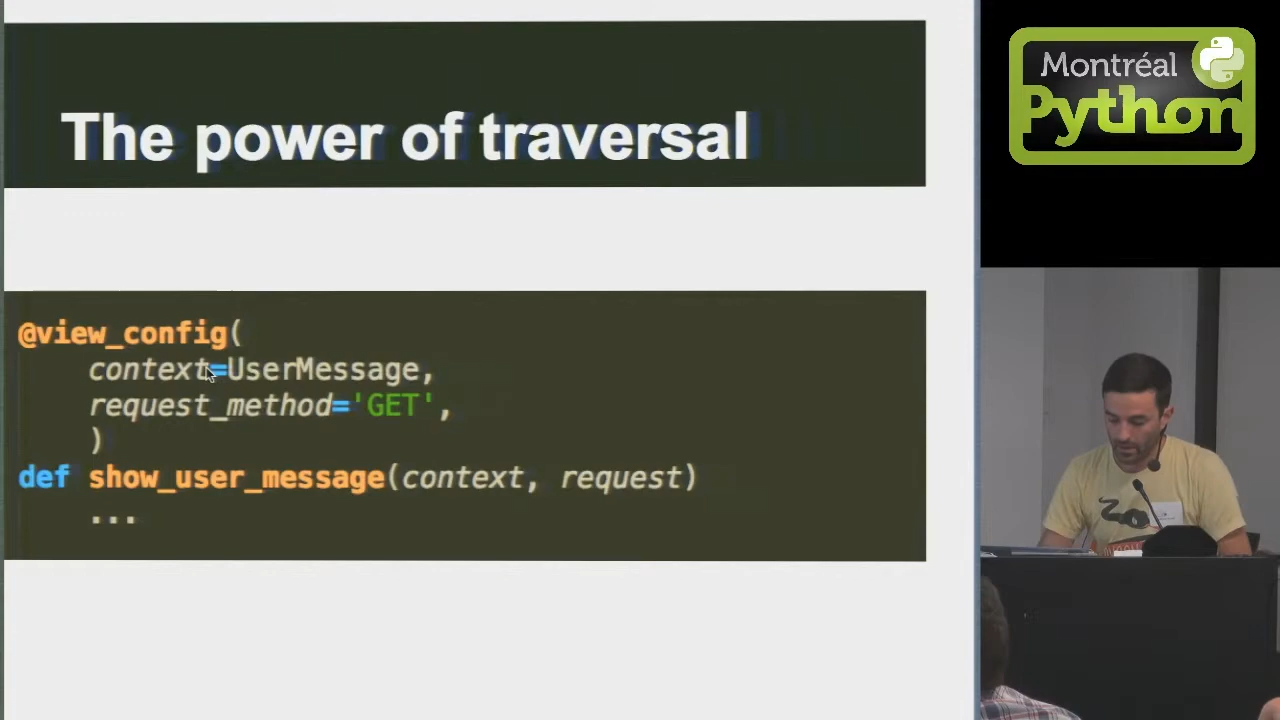 The power of traversal
@view_config(
    context=UserMessage,
    request_method='GET',
    )
def show_user_message(context, request)
    ...
Montréal
Python